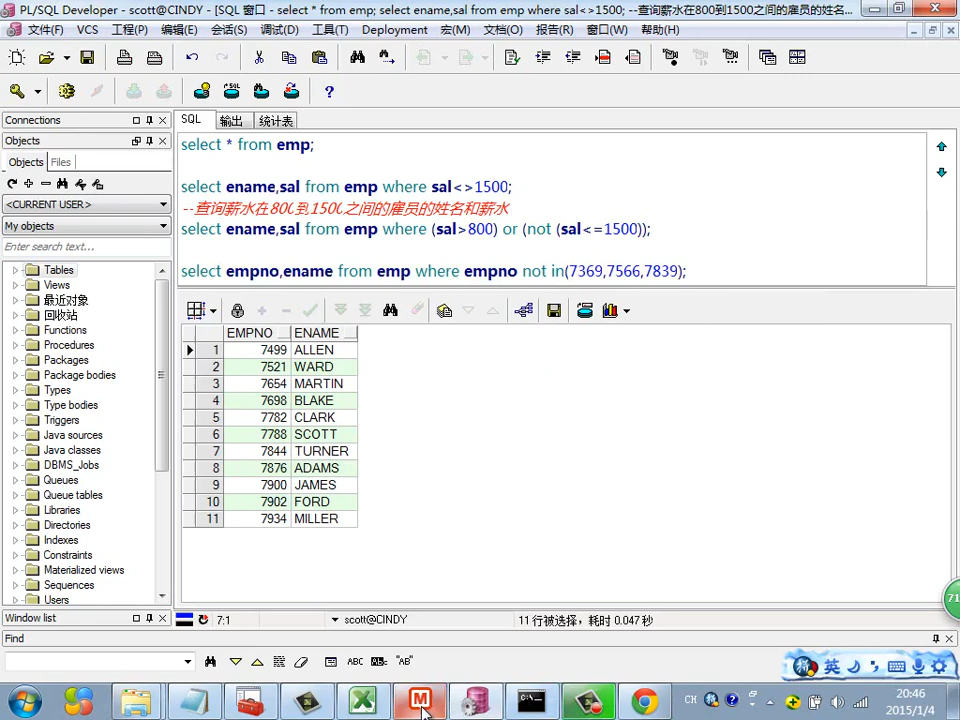 PL/SQL Developer - scott@CINDY - [SQL 窗口 - select * from emp; select ename,sal from emp where sal<>1500; --查询薪水在800到1500之间的雇员的姓名...
文件(F) VCS 工程(P) 编辑(E) 会话(S) 调试(D) 工具(T) Deployment 宏(M) 文档(O) 报告(R) 窗口(W) 帮助(H)
Connections
Objects
Objects Files
<CURRENT USER>
My objects
Enter search text...
Tables
Views
最近对象
回收站
Functions
Procedures
Packages
Package bodies
Types
Type bodies
Triggers
Java sources
Java classes
DBMS_Jobs
Queues
Queue tables
Libraries
Directories
Indexes
Constraints
Materialized views
Sequences
Users
SQL 输出 统计表
select * from emp;
select ename,sal from emp where sal<>1500;
--查询薪水在800到1500之间的雇员的姓名和薪水
select ename,sal from emp where (sal>800) or (not (sal<=1500));
select empno,ename from emp where empno not in(7369,7566,7839);
EMPNO ENAME
1 7499 ALLEN
2 7521 WARD
3 7654 MARTIN
4 7698 BLAKE
5 7782 CLARK
6 7788 SCOTT
7 7844 TURNER
8 7876 ADAMS
9 7900 JAMES
10 7902 FORD
11 7934 MILLER
71
Window list
7:1 scott@CINDY 11 行被选择，耗时 0.047 秒
Find
ABC "AB"
英
CH
20:46
2015/1/4